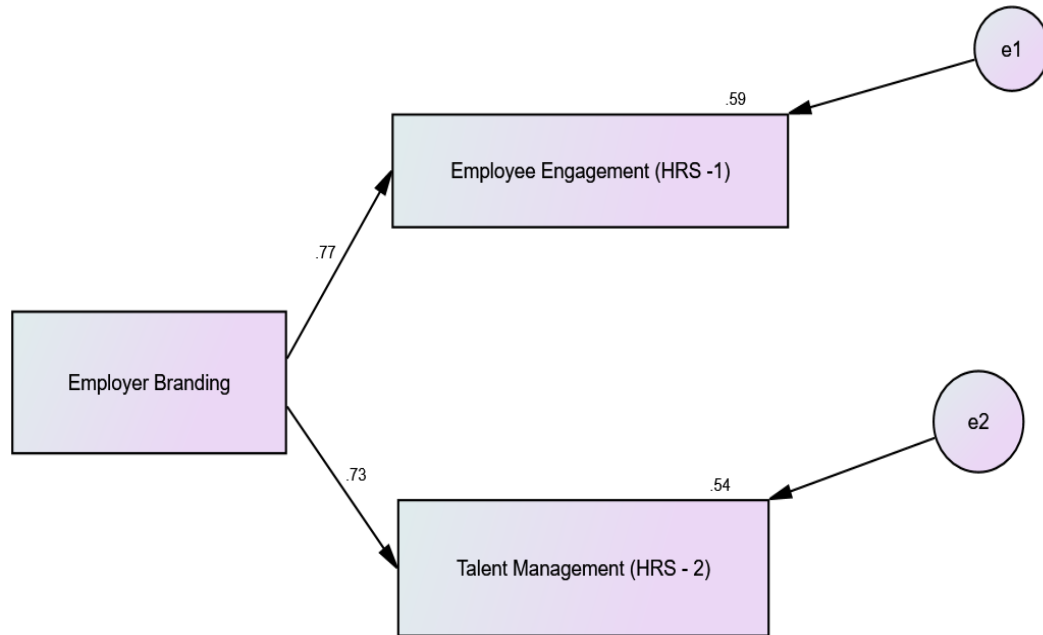 e1
.59
Employee Engagement (HRS -1)
.77
Employer Branding
e2
.73
.54
Talent Management (HRS - 2)